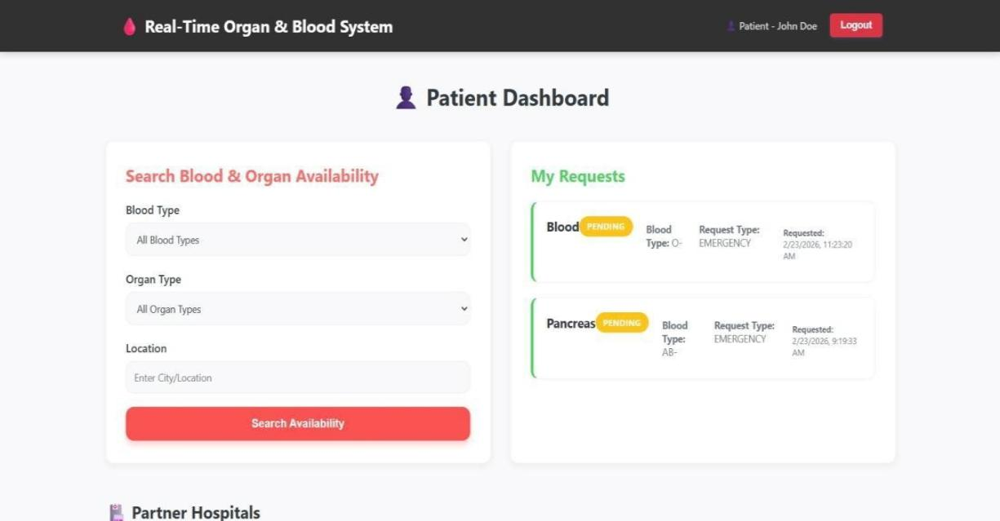 Real-Time Organ & Blood System
Patient - John Doe
Logout
Patient Dashboard
Search Blood & Organ Availability
Blood Type
All Blood Types
Organ Type
All Organ Types
Location
Enter City/Location
Search Availability
My Requests
Blood
PENDING
Blood
Type: O-
Request Type:
EMERGENCY
Requested:
2/23/2026, 11:23:20
AM
Pancreas
PENDING
Blood
Type:
AB-
Request Type:
EMERGENCY
Requested:
2/23/2026, 9:19:33
AM
Partner Hospitals